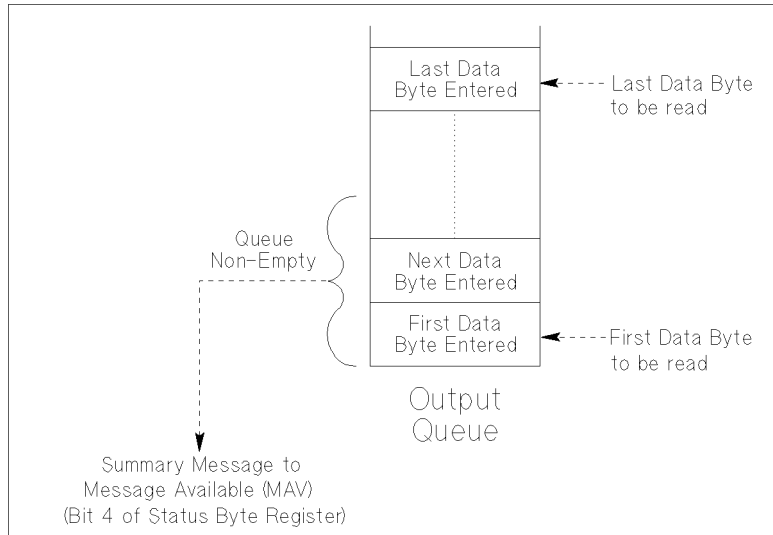 Last Data
Byte Entered
Last Data Byte
to be read
Queue
Non-Empty
Next Data
Byte Entered
First Data
Byte Entered
First Data Byte
to be read
Output
Queue
Summary Message to
Message Available (MAV)
(Bit 4 of Status Byte Register)